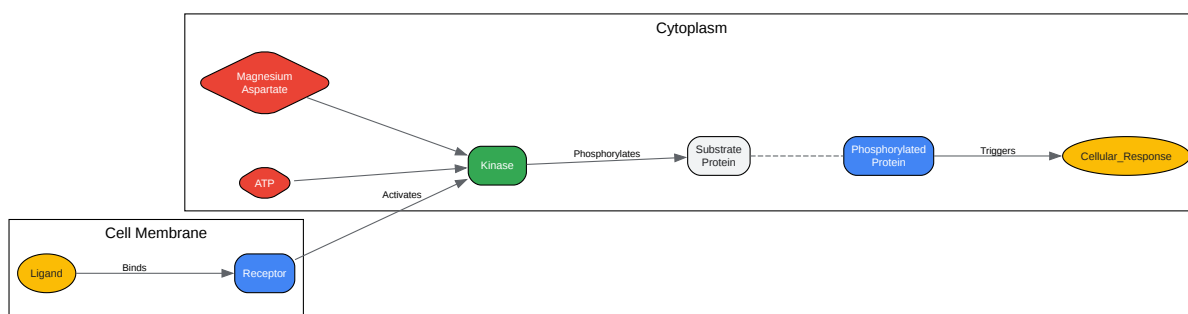 Cytoplasm
Magnesium
Aspartate
ATP
Kinase
Phosphorylates
Substrate
Protein
Phosphorylated
Protein
Triggers
Cellular_Response
Activates
Cell Membrane
Ligand
Binds
Receptor